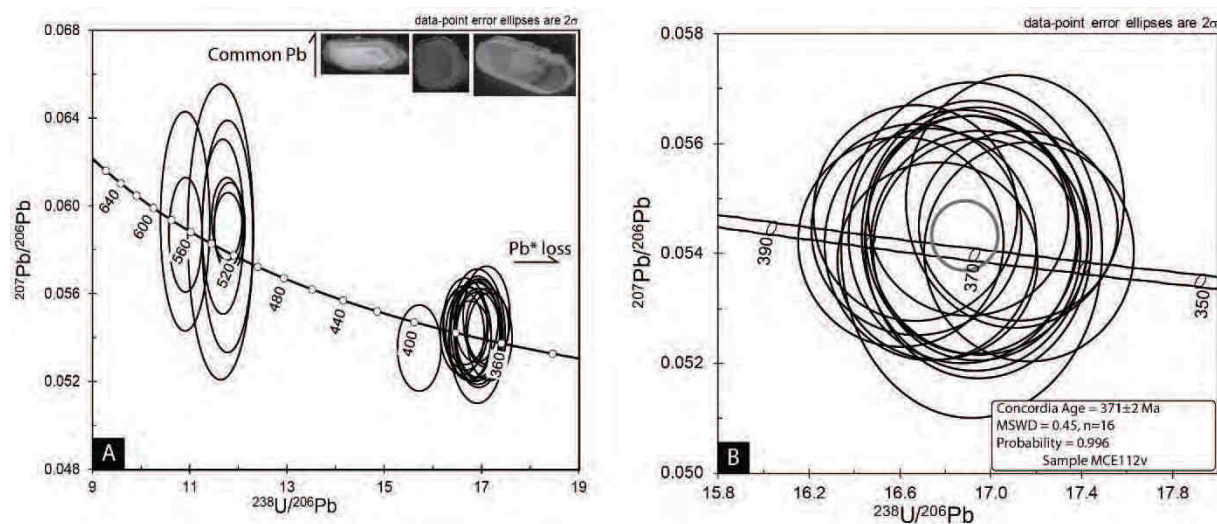 data-point error ellipses are 2σ
0.068
Common Pb
0.064
207Pb/206Pb
0.060
0.056
0.052
0.048
640
600
560
520
480
440
400
360
Pb* loss
A
9 11 13 15 17 19
238U/206Pb
data-point error ellipses are 2σ
0.058
0.056
207Pb/206Pb
0.054
0.052
0.050
390
370
350
Concordia Age = 371±2 Ma
MSWD = 0.45, n=16
Probability = 0.996
Sample MCE112v
B
15.8 16.2 16.6 17.0 17.4 17.8
238U/206Pb